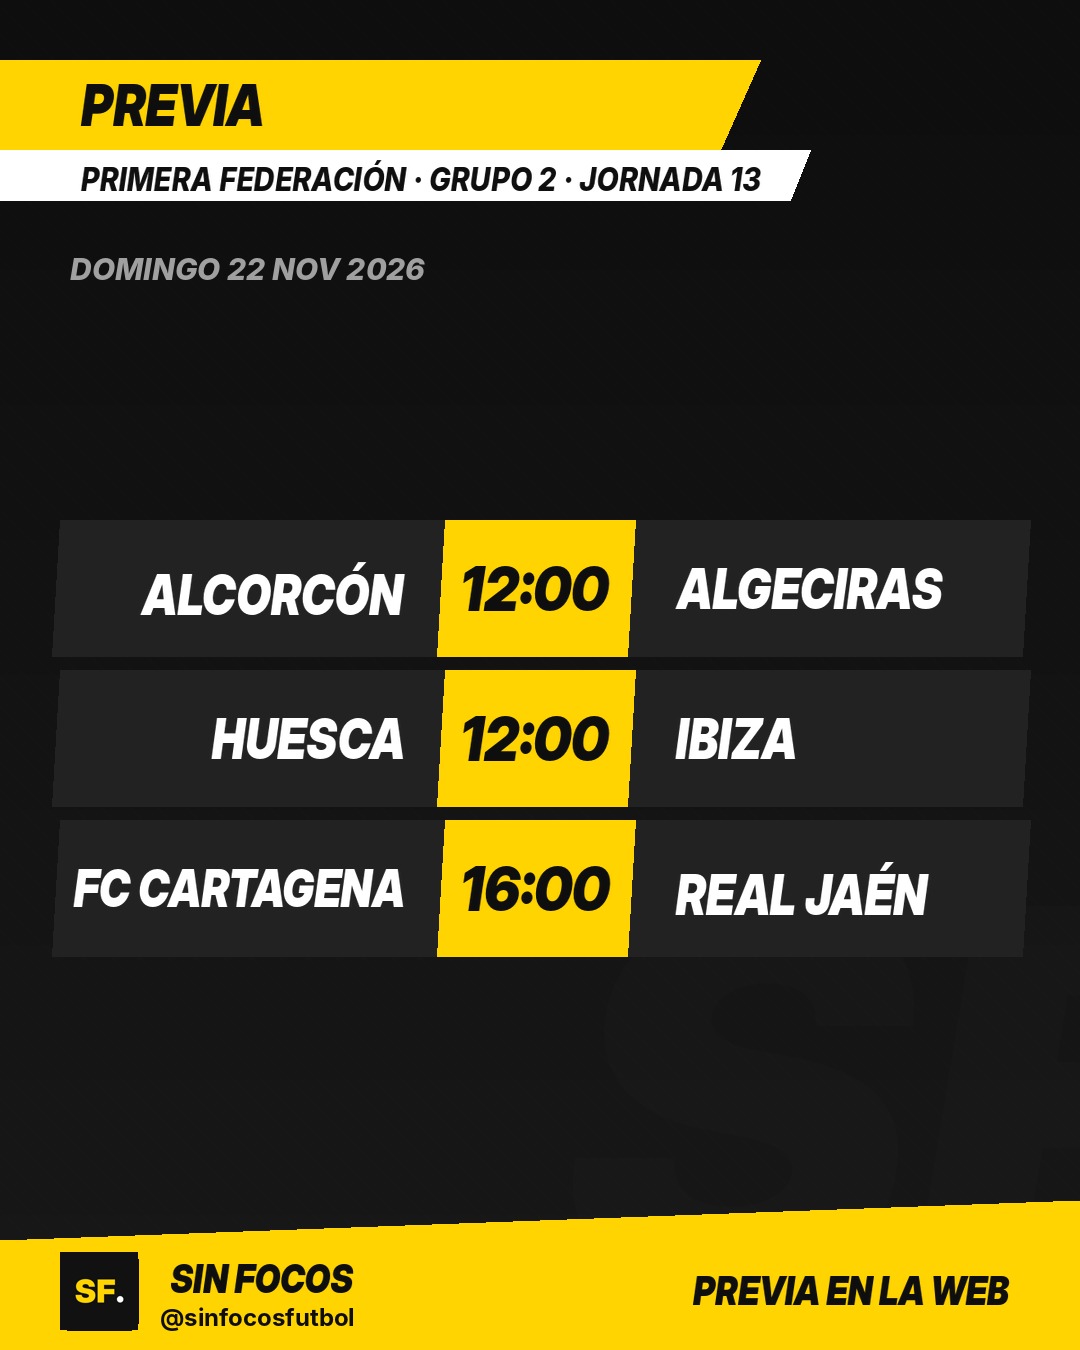 PREVIA
PRIMERA FEDERACIÓN · GRUPO 2 · JORNADA 13
DOMINGO 22 NOV 2026
ALCORCÓN 12:00 ALGECIRAS
HUESCA 12:00 IBIZA
FC CARTAGENA 16:00 REAL JAÉN
SF
SF.
SIN FOCOS
@sinfocosfutbol
PREVIA EN LA WEB